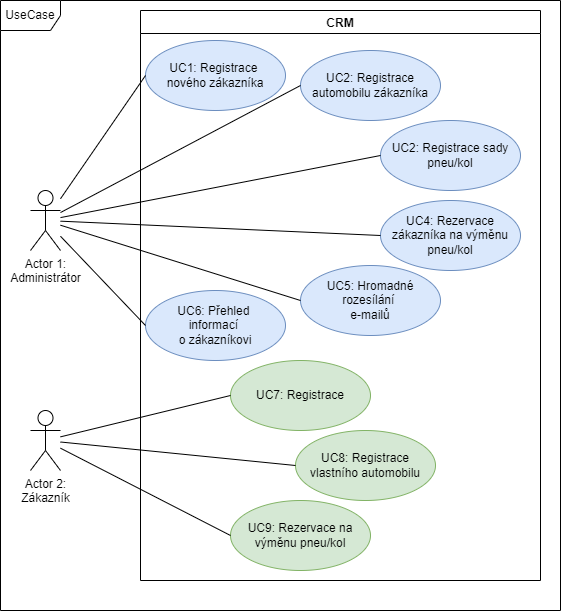 UseCase
CRM
UC1: Registrace
nového zákazníka
UC2: Registrace
automobilu zákazníka
UC2: Registrace sady
pneu/kol
UC4: Rezervace
zákazníka na výměnu
pneu/kol
Actor 1:
Administrátor
UC5: Hromadné
rozesílání
e-mailů
UC6: Přehled
informací
o zákazníkovi
UC7: Registrace
UC8: Registrace
vlastního automobilu
Actor 2:
Zákazník
UC9: Rezervace na
výměnu pneu/kol